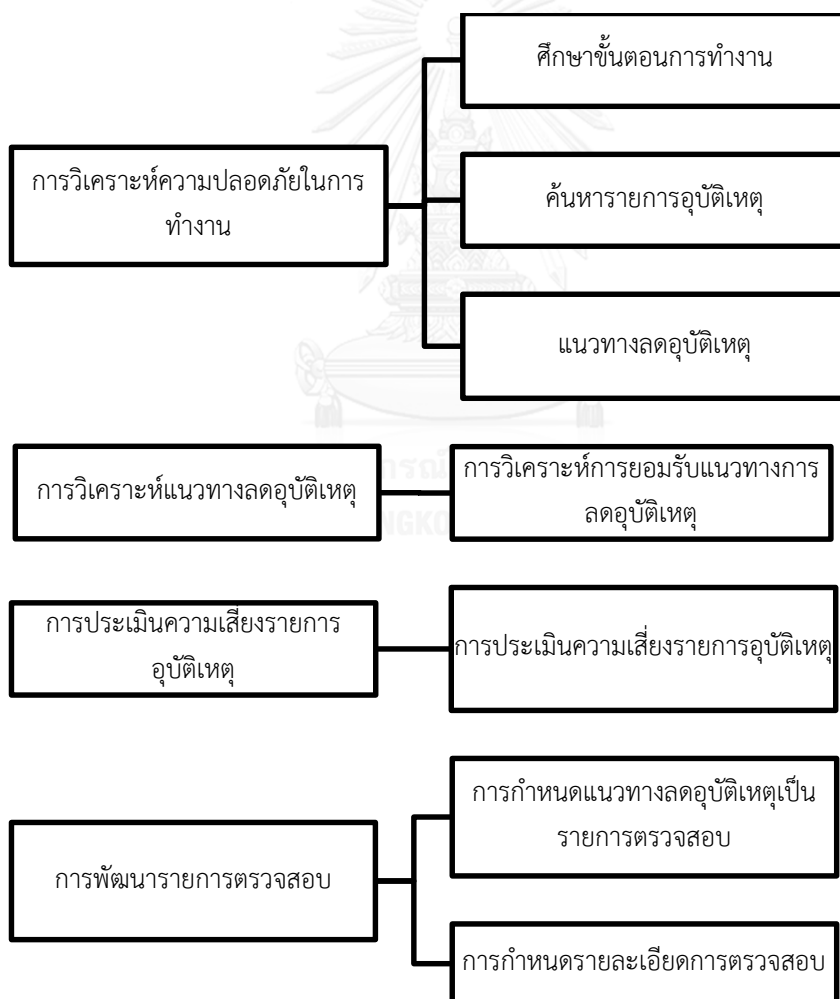 ศึกษาขั้นตอนการทำงาน
การวิเคราะห์ความปลอดภัยในการ
ทำงาน
ค้นหารายการอุบัติเหตุ
แนวทางลดอุบัติเหตุ
การวิเคราะห์แนวทางลดอุบัติเหตุ
การวิเคราะห์การยอมรับแนวทางการ
ลดอุบัติเหตุ
การประเมินความเสี่ยงรายการ
อุบัติเหตุ
การประเมินความเสี่ยงรายการอุบัติเหตุ
การพัฒนารายการตรวจสอบ
การกำหนดแนวทางลดอุบัติเหตุเป็น
รายการตรวจสอบ
การกำหนดรายละเอียดการตรวจสอบ